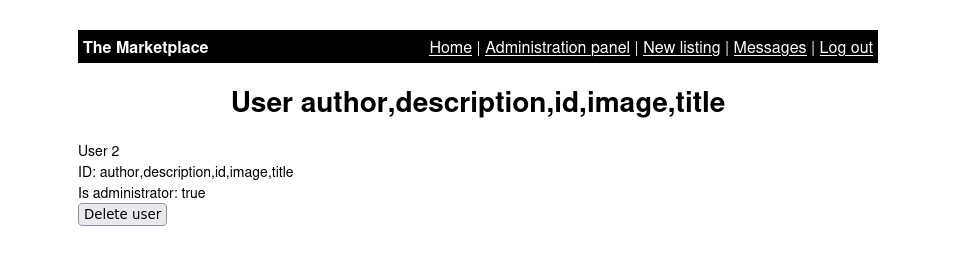 The Marketplace
Home | Administration panel | New listing | Messages | Log out
User author,description,id,image,title
User 2
ID: author,description,id,image,title
Is administrator: true
Delete user